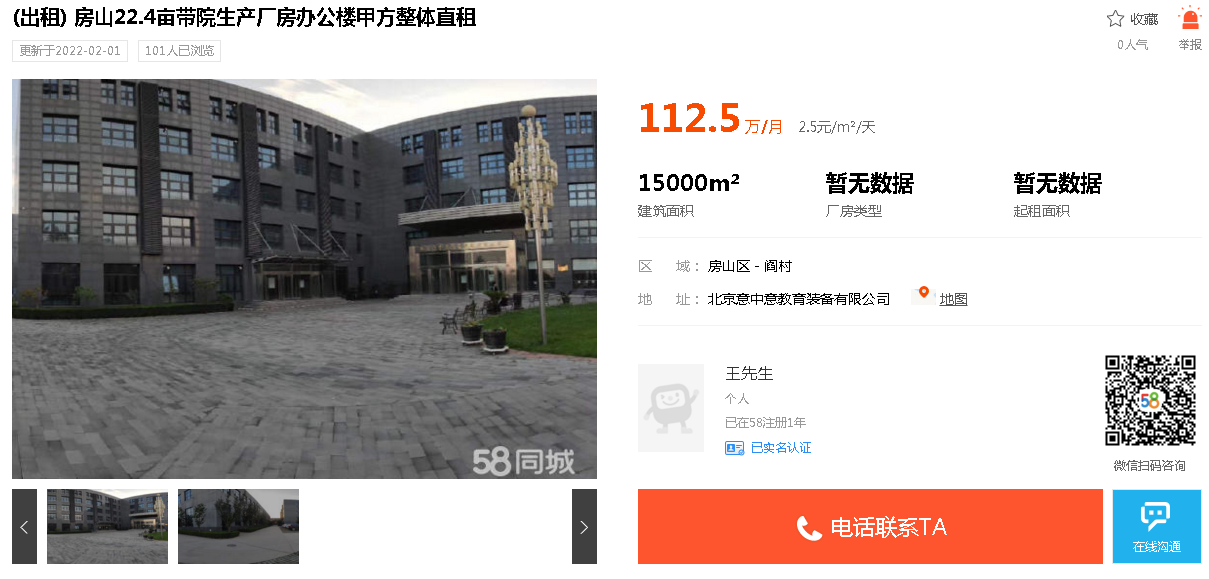 (出租) 房山22.4亩带院生产厂房办公楼甲方整体直租
收藏
更新于2022-02-01 101人已浏览
0人气 举报
112.5万/月 2.5元/m²/天
15000m² 暂无数据 暂无数据
建筑面积 厂房类型 起租面积
区 域： 房山区 - 阎村
地 址： 北京意中意教育装备有限公司 地图
王先生
个人
已在58注册1年
已实名认证
58
微信扫码咨询
58同城
电话联系TA
在线沟通